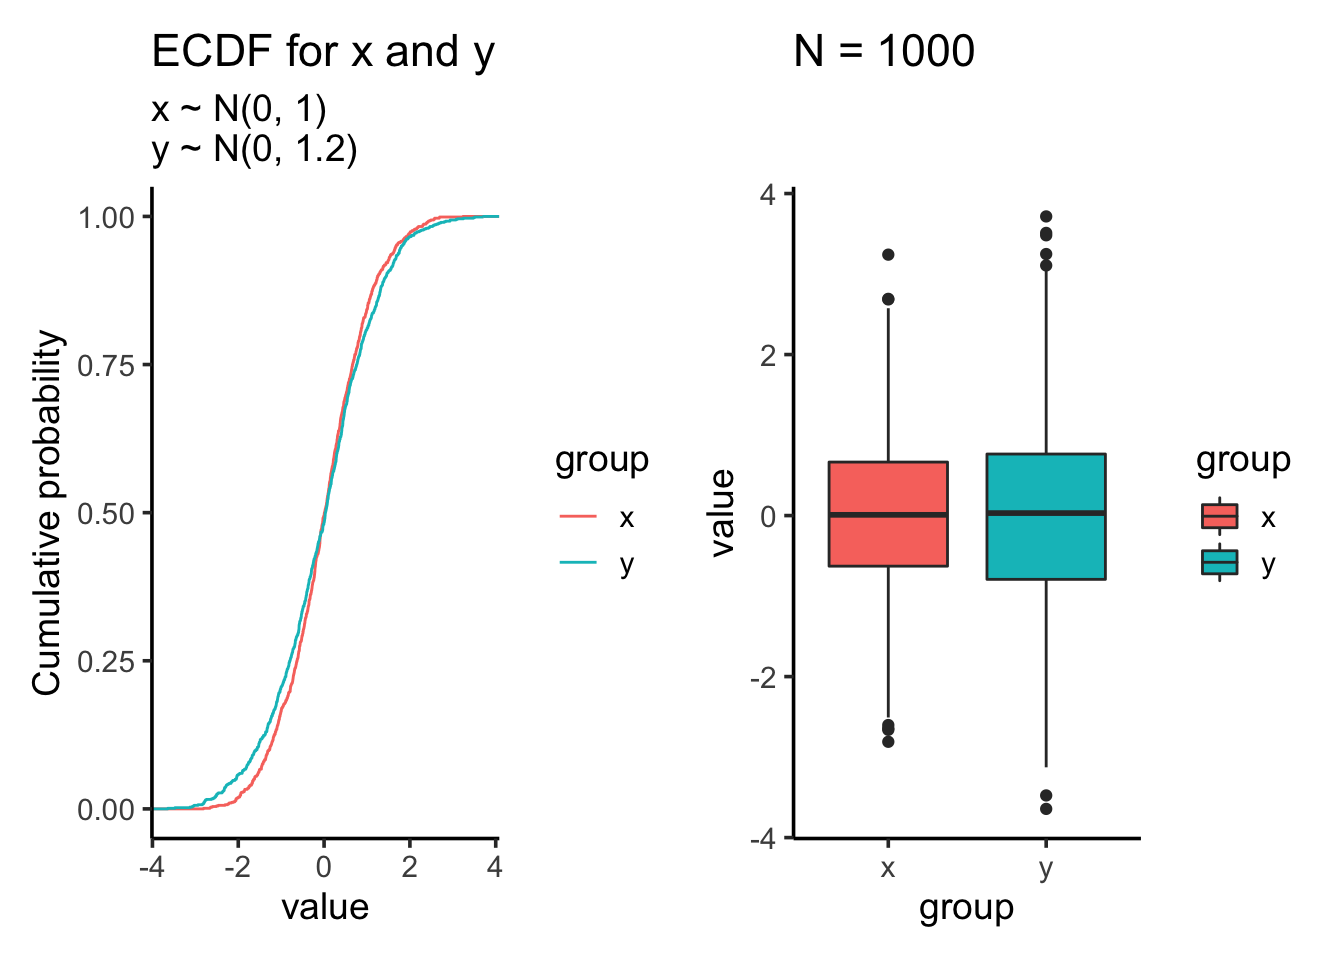 ECDF for x and y
x ~ N(0, 1)
y ~ N(0, 1.2)
Cumulative probability
1.00
0.75
0.50
0.25
0.00
-4 -2 0 2 4
value
group
x
y
N = 1000
value
4
2
0
-2
-4
x y
group
group
x
y